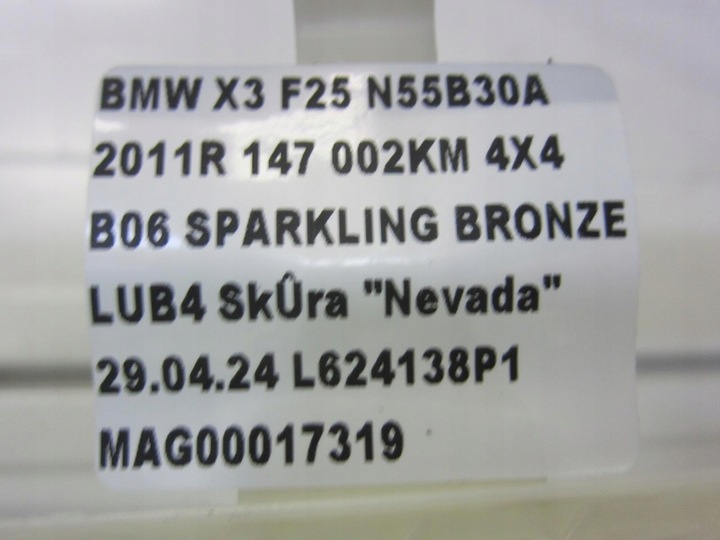 BMW X3 F25 N55B30A
2011R 147 002KM 4X4
B06 SPARKLING BRONZE
LUB4 SkÛra "Nevada"
29.04.24 L624138P1
MAG00017319